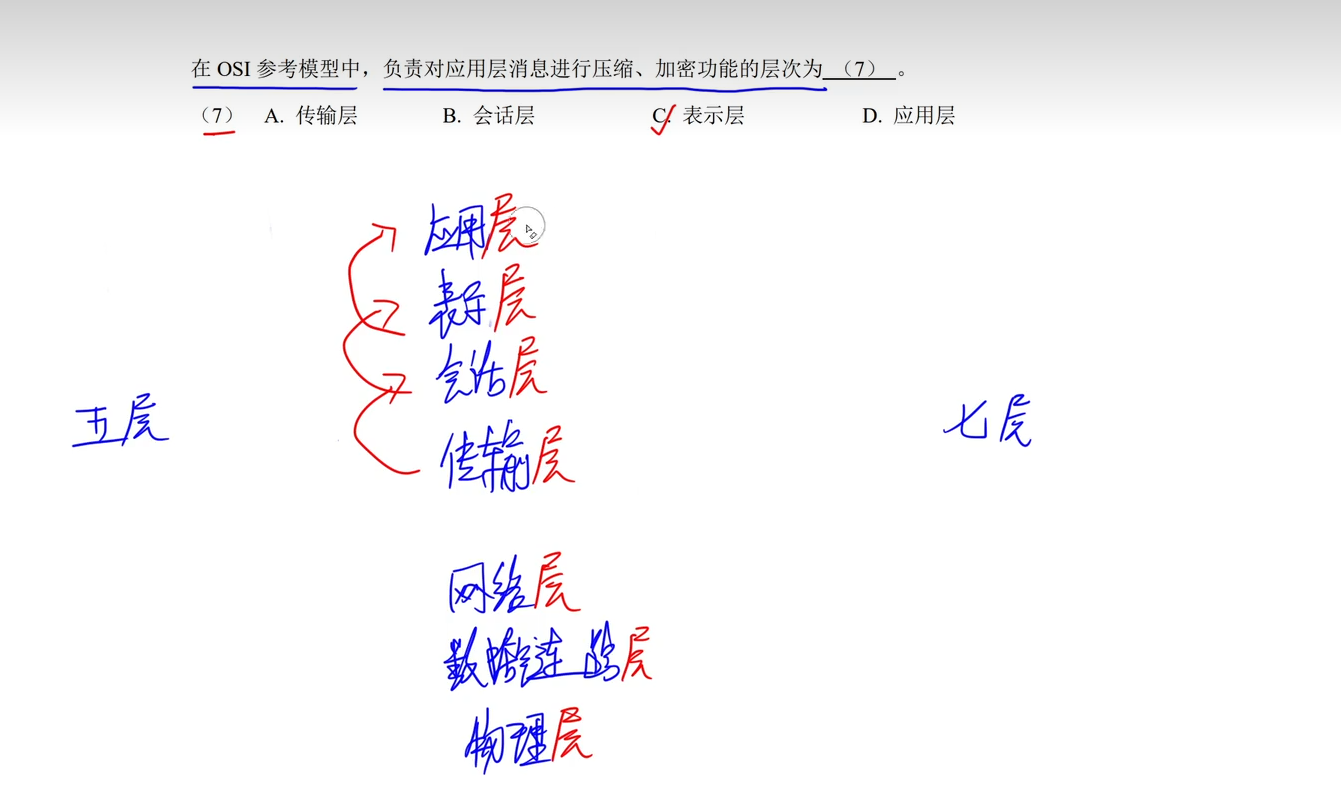 在 OSI 参考模型中，负责对应用层消息进行压缩、加密功能的层次为 （7） 。
（7） A. 传输层 B. 会话层 C. 表示层 D. 应用层
应用层
表示层
会话层
五层
七层
传输层
网络层
数据链连路层
物理层